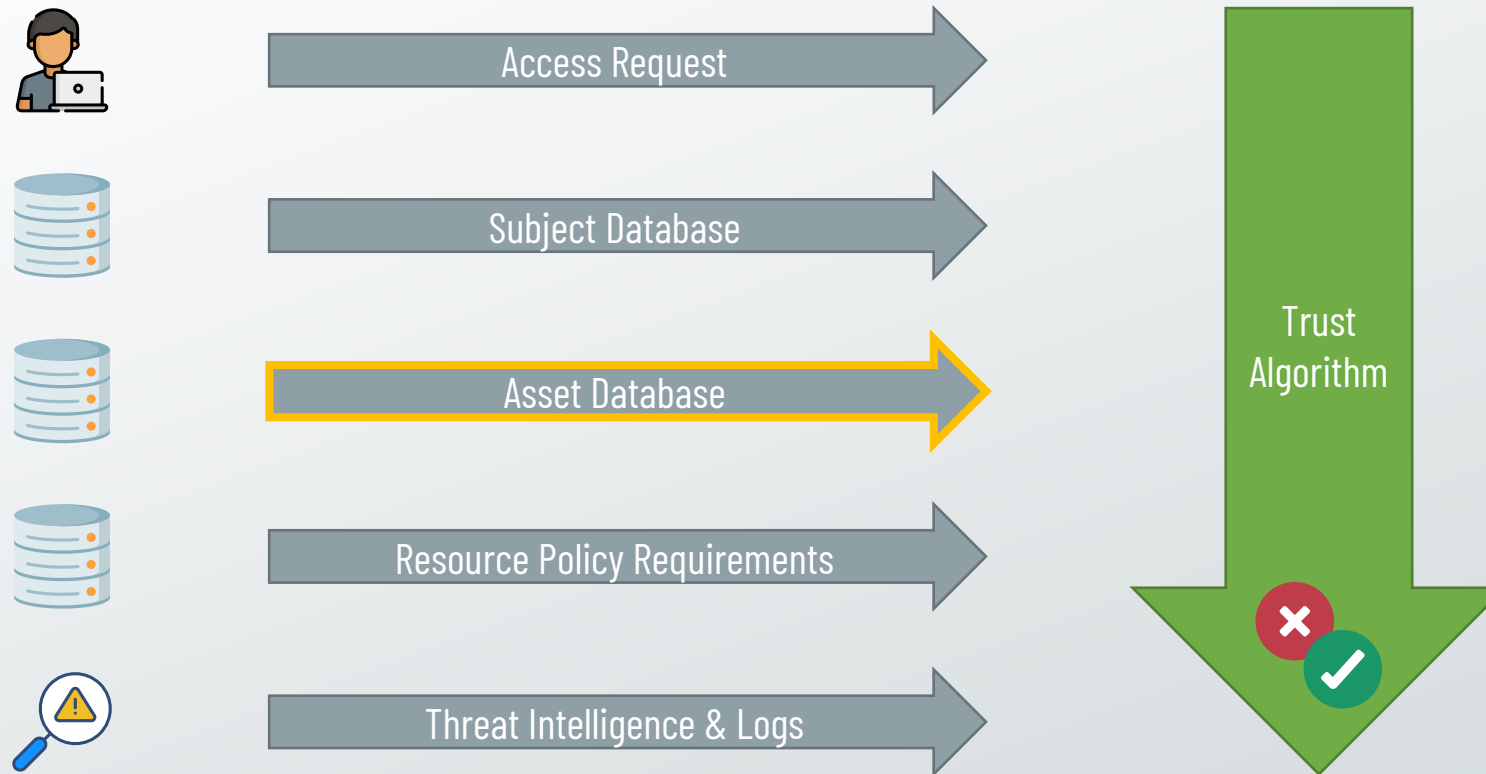 Access Request
Subject Database
Asset Database
Resource Policy Requirements
Threat Intelligence & Logs
Trust
Algorithm